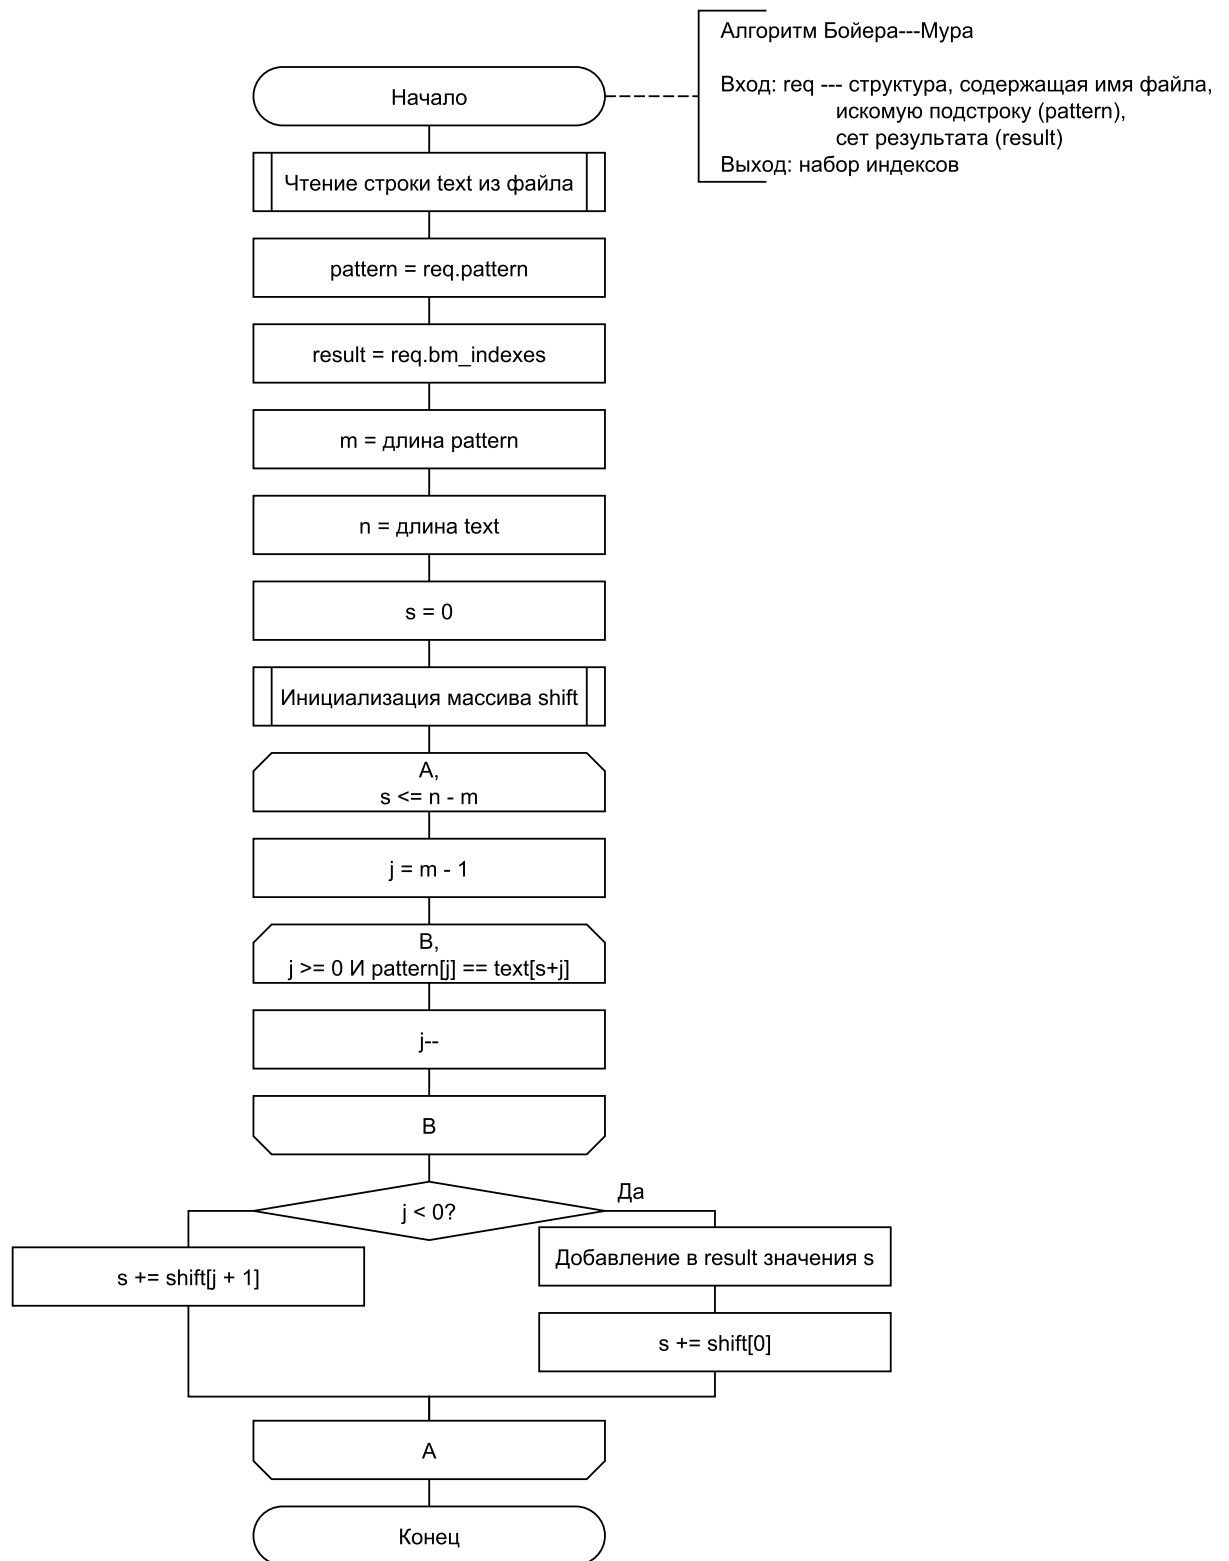 Алгоритм Бойера---Мура
Вход: req --- структура, содержащая имя файла,
искомую подстроку (pattern),
сет результата (result)
Выход: набор индексов
Начало
Чтение строки text из файла
pattern = req.pattern
result = req.bm_indexes
m = длина pattern
n = длина text
s = 0
Инициализация массива shift
A,
s <= n - m
j = m - 1
B,
j >= 0 И pattern[j] == text[s+j]
j--
B
j < 0?
Да
s += shift[j + 1]
Добавление в result значения s
s += shift[0]
A
Конец